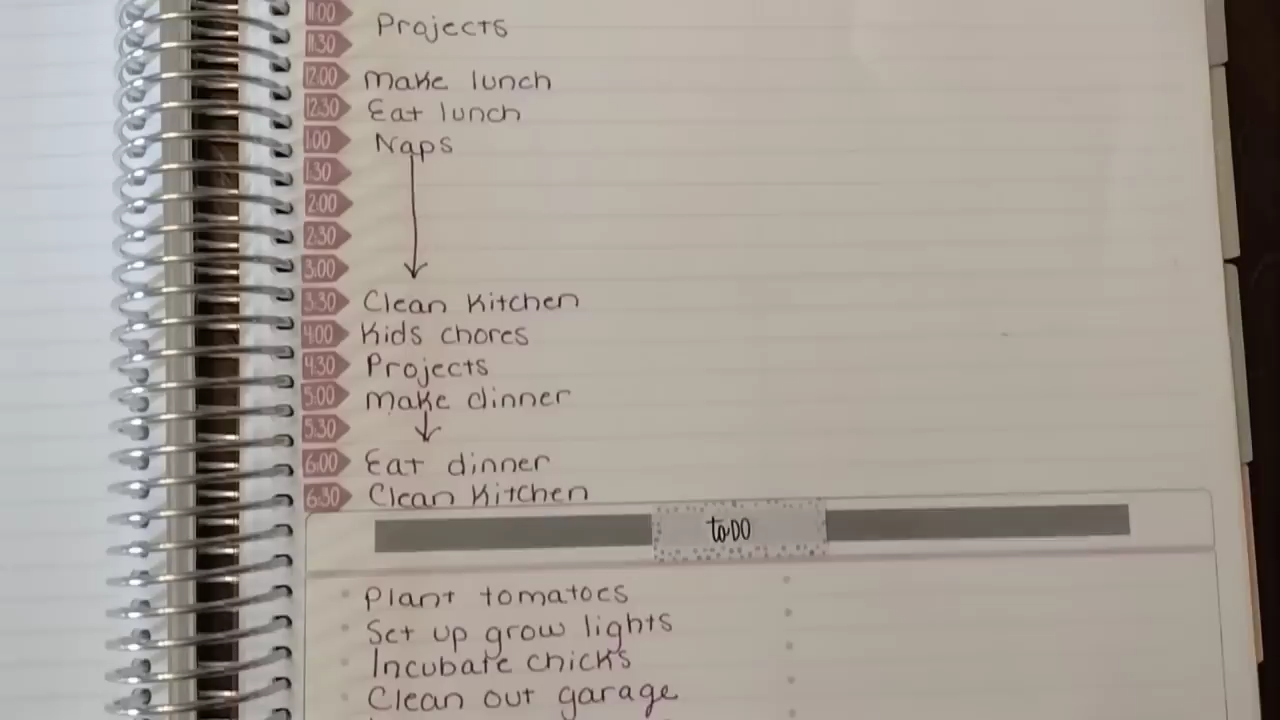 11:00 Projects
11:30
12:00 Make lunch
12:30 Eat lunch
1:00 Naps
1:30
2:00
2:30
3:00
3:30 Clean Kitchen
4:00 Kids chores
4:30 Projects
5:00 Make dinner
5:30
6:00 Eat dinner
6:30 Clean Kitchen
to DO
Plant tomatoes
Set up grow lights
Incubate chicks
Clean out garage